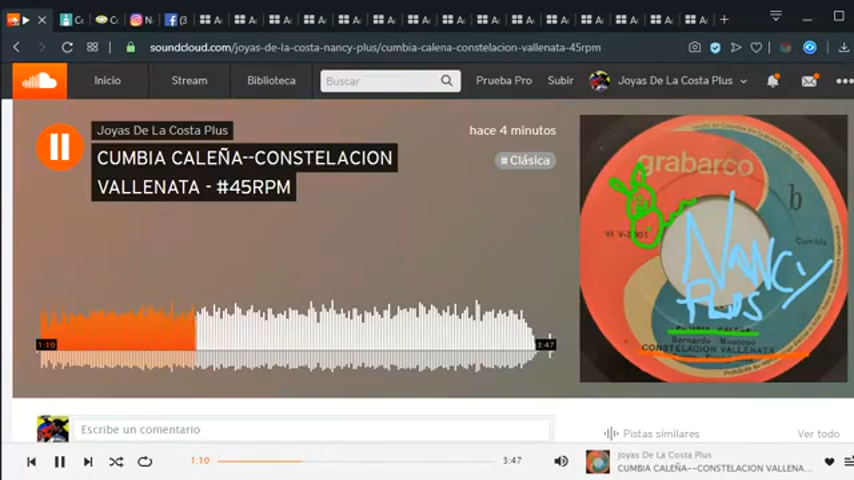 soundcloud.com/joyas-de-la-costa-nancy-plus/cumbia-calena-constelacion-vallenata-45rpm
Inicio Stream Biblioteca Buscar Prueba Pro Subir Joyas De La Costa Plus
Joyas De La Costa Plus
hace 4 minutos
CUMBIA CALEÑA--CONSTELACION
VALLENATA - #45RPM
# Clásica
grabarco
b
Cumbia
NANCY
PLUS
CUMBIA CALEÑA
Bernardo Moscoso
CONSTELACION VALLENATA
1:10
3:47
Escribe un comentario
Pistas similares
Ver todo
1:10 3:47
Joyas De La Costa Plus
CUMBIA CALEÑA--CONSTELACION VALLENA...